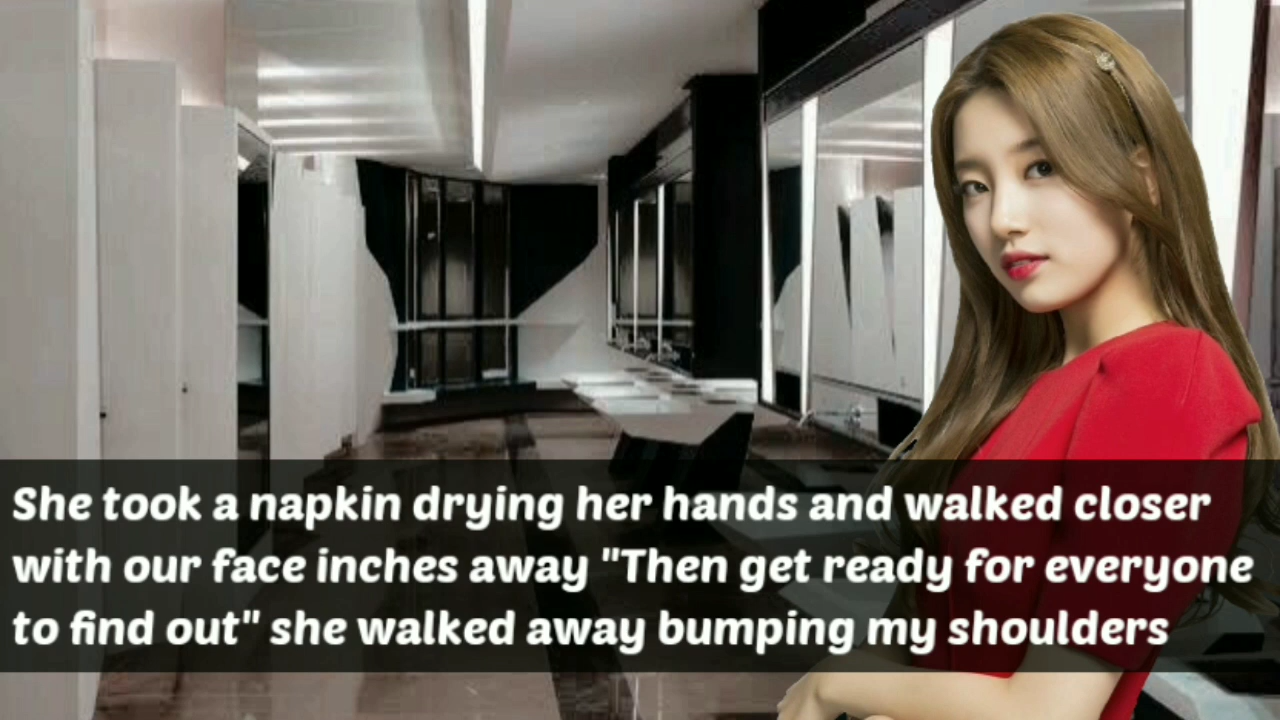 She took a napkin drying her hands and walked closer
with our face inches away "Then get ready for everyone
to find out" she walked away bumping my shoulders